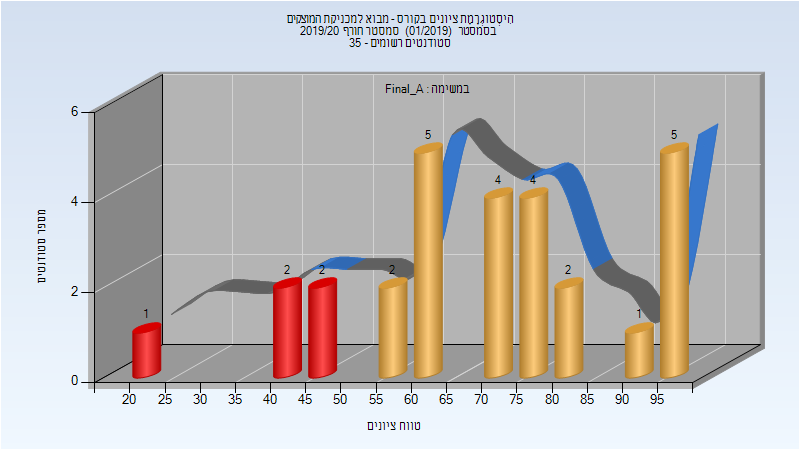 היסטוגרמת ציונים בקורס - מבוא למכניקת המוצקים
בסמסטר (01/2019) סמסטר חורף 2019/20
סטודנטים רשומים - 35
במשימה : Final_A
מספר סטודנטים
6
4
2
0
1
2
2
2
5
4
4
2
1
5
20 25 30 35 40 45 50 55 60 65 70 75 80 85 90 95
טווח ציונים